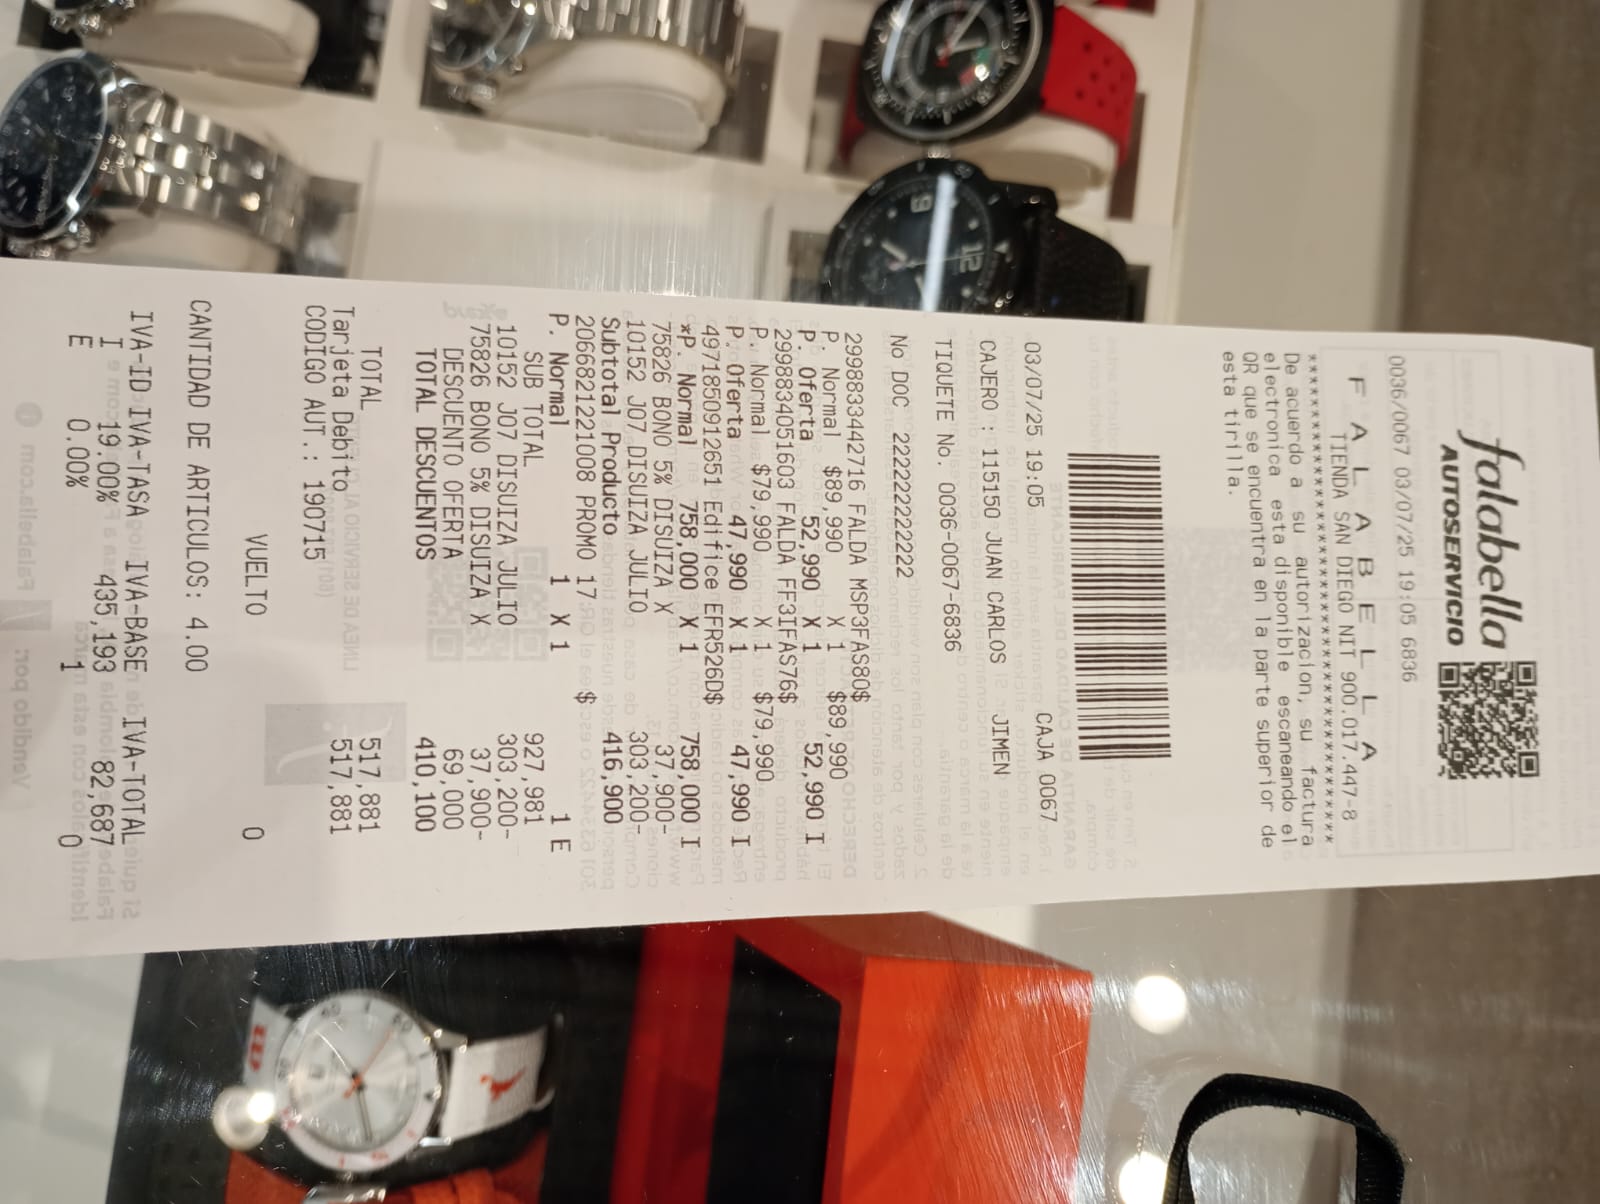 falabella
AUTOSERVICIO
0036/0067 03/07/25 19:05 6836
F A L A B E L L A
TIENDA SAN DIEGO NIT 900.017.447-8
De acuerdo a su autorizacion, su factura
electronica esta disponible escaneando el
QR que se encuentra en la parte superior de
esta tirilla.
03/07/25 19:05 CAJA 0067
CAJERO : 115150 JUAN CARLOS JIMEN
TIQUETE No. 0036-0067-6836
No DOC 222222222222
2998833442716 FALDA MSP3FAS80$
P. Normal $89,990 X 1 $89,990
P. Oferta 52,990 X 1 52,990 I
2998834051603 FALDA FF3IFAS76$
P. Normal $79,990 X 1 $79,990
P. Oferta 47,990 X 1 47,990 I
4971850912651 Edifice EFR526D$
*P. Normal 758,000 X 1 758,000 I
75826 BONO 5% DISUIZA X 37,900-
10152 JO7 DISUIZA JULIO 303,200-
Subtotal Producto 416,900
2066821221008 PROMO 17 $
P. Normal 1 X 1 1 E
SUB TOTAL 927,981
10152 JO7 DISUIZA JULIO 303,200-
75826 BONO 5% DISUIZA X 37,900-
DESCUENTO OFERTA 69,000
TOTAL DESCUENTOS 410,100
TOTAL 517,881
Tarjeta Debito 517,881
CODIGO AUT.: 190715
VUELTO 0
CANTIDAD DE ARTICULOS: 4.00
IVA-ID IVA-TASA IVA-BASE IVA-TOTAL
I 19.00% 435,193 82,687
E 0.00% 1 0